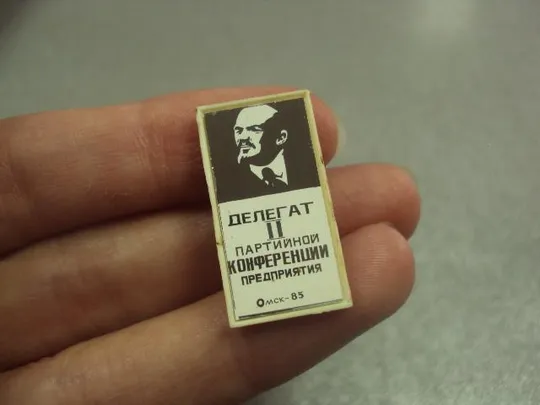 ДЕЛЕГАТ
II
ПАРТИЙНОЙ
КОНФЕРЕНЦИИ
ПРЕДПРИЯТИЯ
ОМСК-85